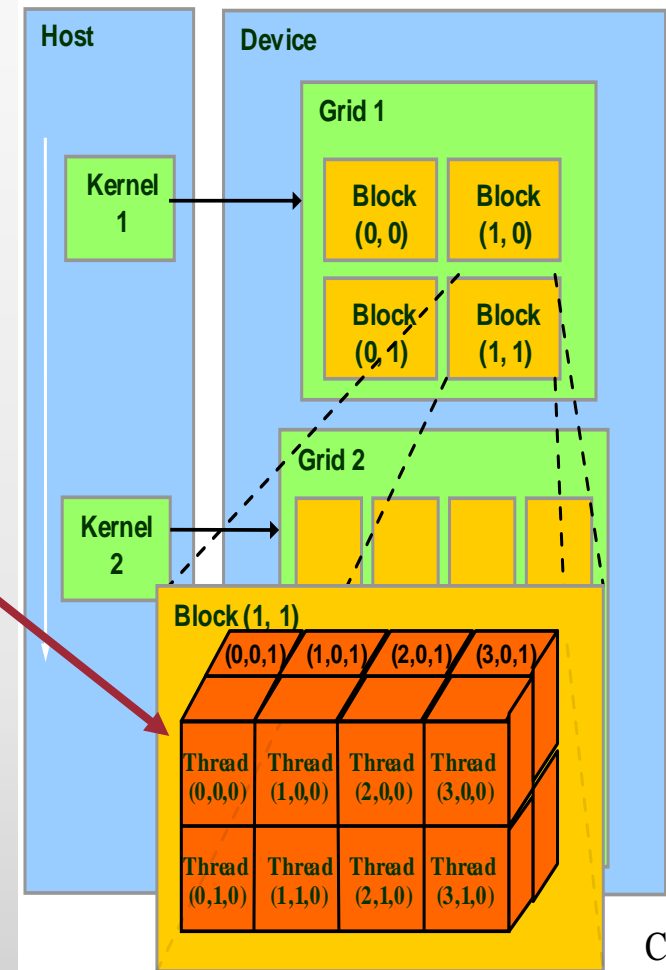 Host
Device
Grid 1
Kernel
1
Block
(0, 0)
Block
(1, 0)
Block
(0, 1)
Block
(1, 1)
Grid 2
Kernel
2
Block (1, 1)
(0,0,1) (1,0,1) (2,0,1) (3,0,1)
Thread
(0,0,0)
Thread
(1,0,0)
Thread
(2,0,0)
Thread
(3,0,0)
Thread
(0,1,0)
Thread
(1,1,0)
Thread
(2,1,0)
Thread
(3,1,0)
C